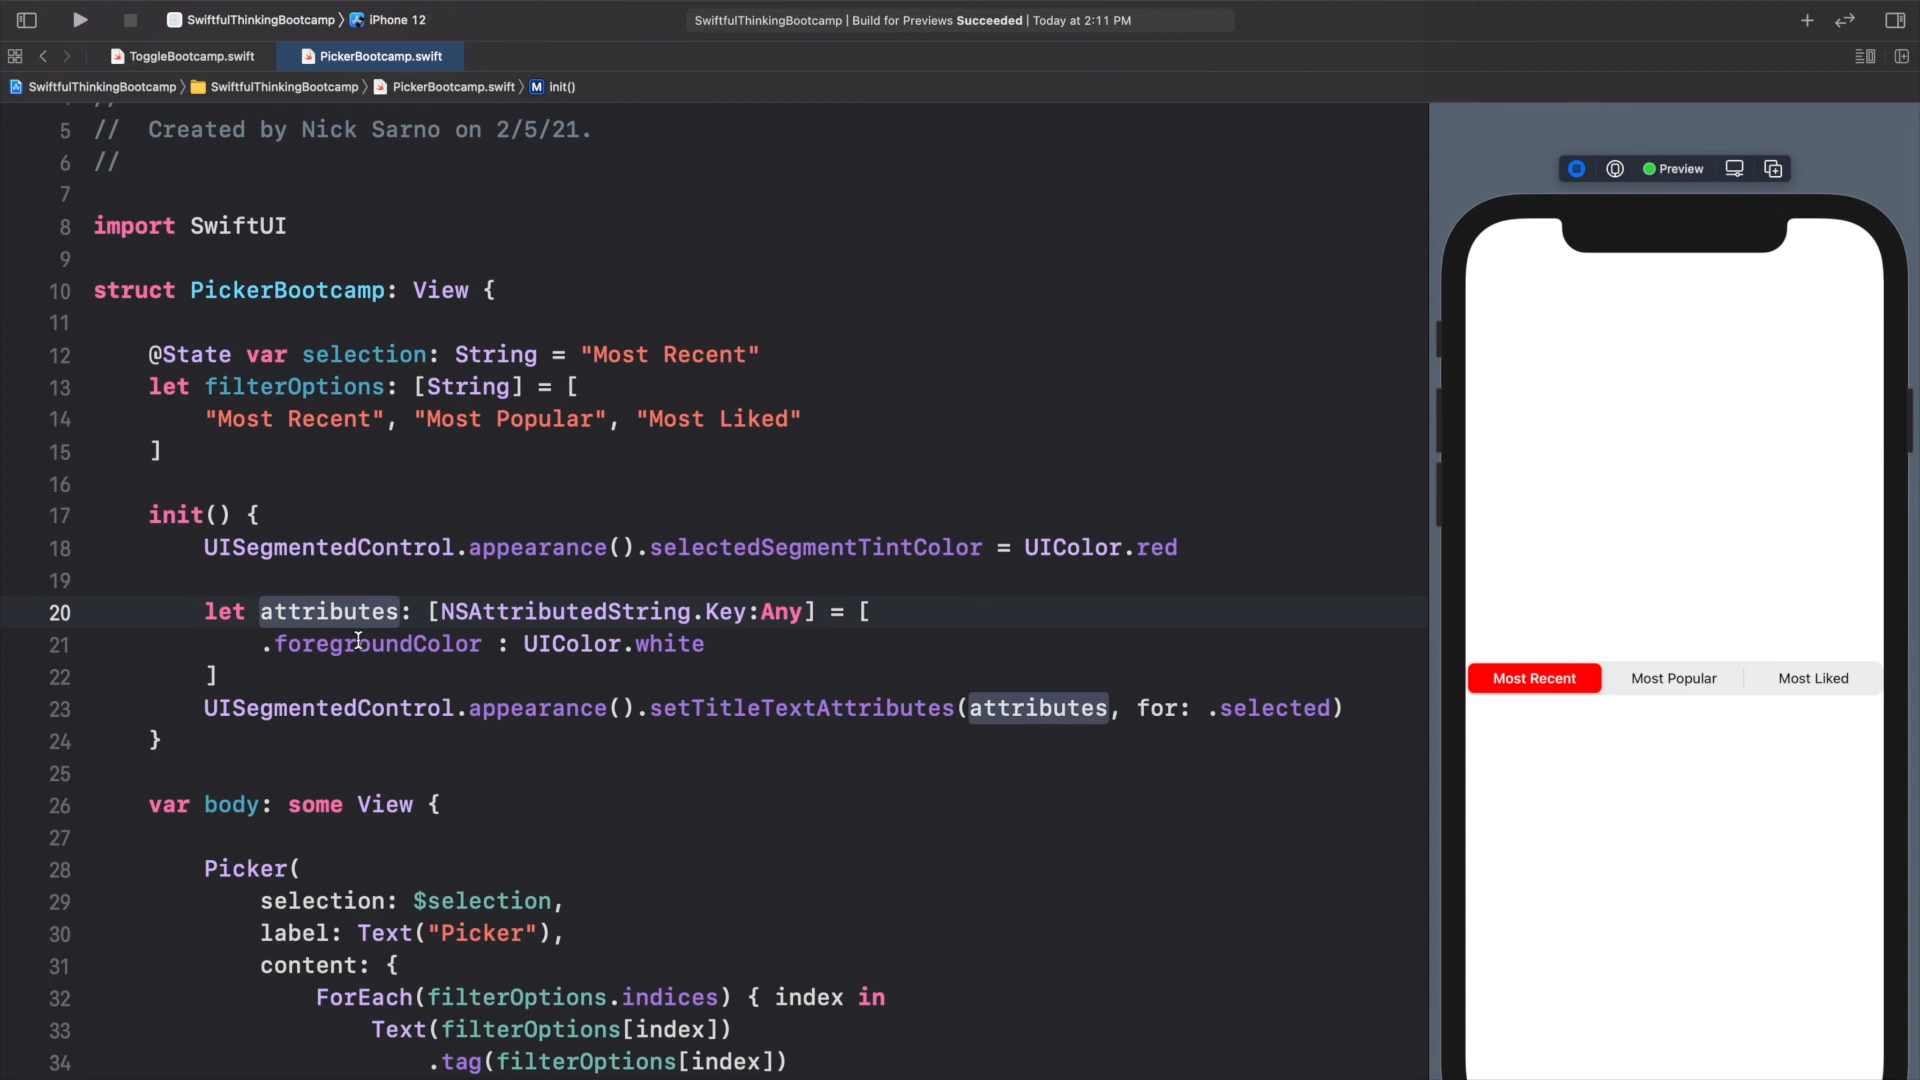 SwiftfulThinkingBootcamp 〉 iPhone 12
SwiftfulThinkingBootcamp | Build for Previews Succeeded | Today at 2:11 PM
ToggleBootcamp.swift
PickerBootcamp.swift
SwiftfulThinkingBootcamp 〉 SwiftfulThinkingBootcamp 〉 PickerBootcamp.swift 〉 M init()
5 //  Created by Nick Sarno on 2/5/21.
6 //
7
8 import SwiftUI
9
10 struct PickerBootcamp: View {
11
12     @State var selection: String = "Most Recent"
13     let filterOptions: [String] = [
14         "Most Recent", "Most Popular", "Most Liked"
15     ]
16
17     init() {
18         UISegmentedControl.appearance().selectedSegmentTintColor = UIColor.red
19
20         let attributes: [NSAttributedString.Key:Any] = [
21             .foregroundColor : UIColor.white
22         ]
23         UISegmentedControl.appearance().setTitleTextAttributes(attributes, for: .selected)
24     }
25
26     var body: some View {
27
28         Picker(
29             selection: $selection,
30             label: Text("Picker"),
31             content: {
32                 ForEach(filterOptions.indices) { index in
33                     Text(filterOptions[index])
34                         .tag(filterOptions[index])
Preview
Most Recent
Most Popular
Most Liked